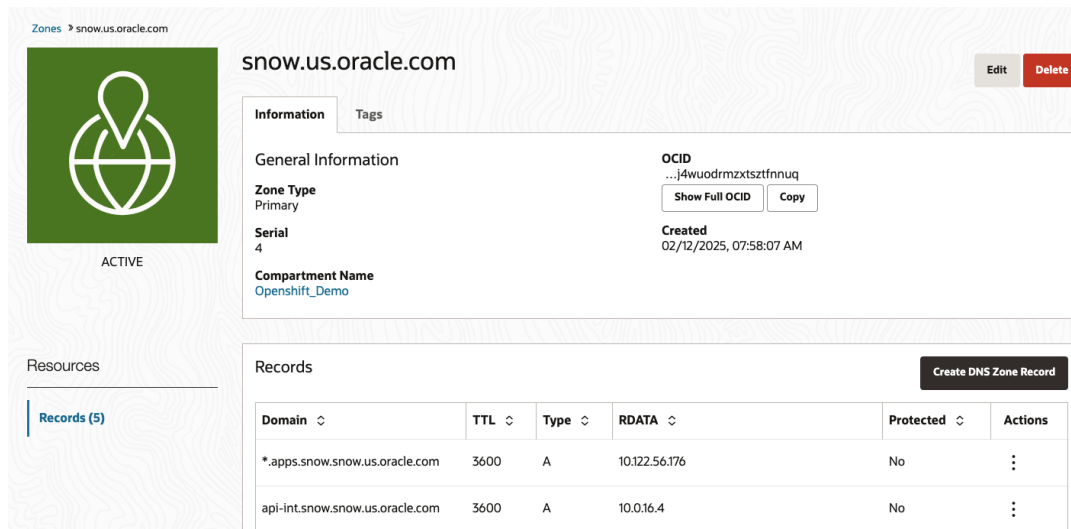 Zones » snow.us.oracle.com
snow.us.oracle.com
Edit
Delete
Information Tags
General Information
Zone Type
Primary
Serial
4
Compartment Name
Openshift_Demo
OCID
...j4wuodrmzxtsztfnnuq
Show Full OCID Copy
Created
02/12/2025, 07:58:07 AM
ACTIVE
Resources
Records (5)
Records
Create DNS Zone Record
Domain TTL Type RDATA Protected Actions
*.apps.snow.snow.us.oracle.com 3600 A 10.122.56.176 No
api-int.snow.snow.us.oracle.com 3600 A 10.0.16.4 No